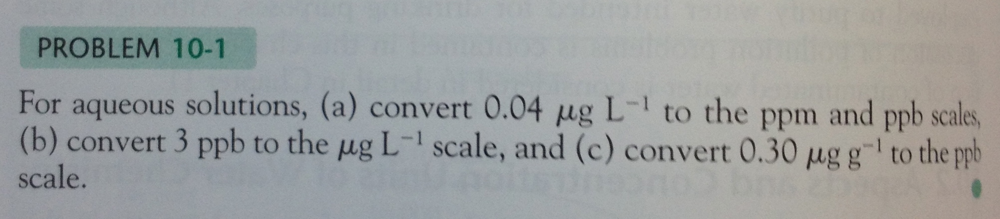 PROBLEM 10-1
For aqueous solutions, (a) convert 0.04 μg L⁻¹ to the ppm and ppb scales,
(b) convert 3 ppb to the μg L⁻¹ scale, and (c) convert 0.30 μg g⁻¹ to the ppb
scale.